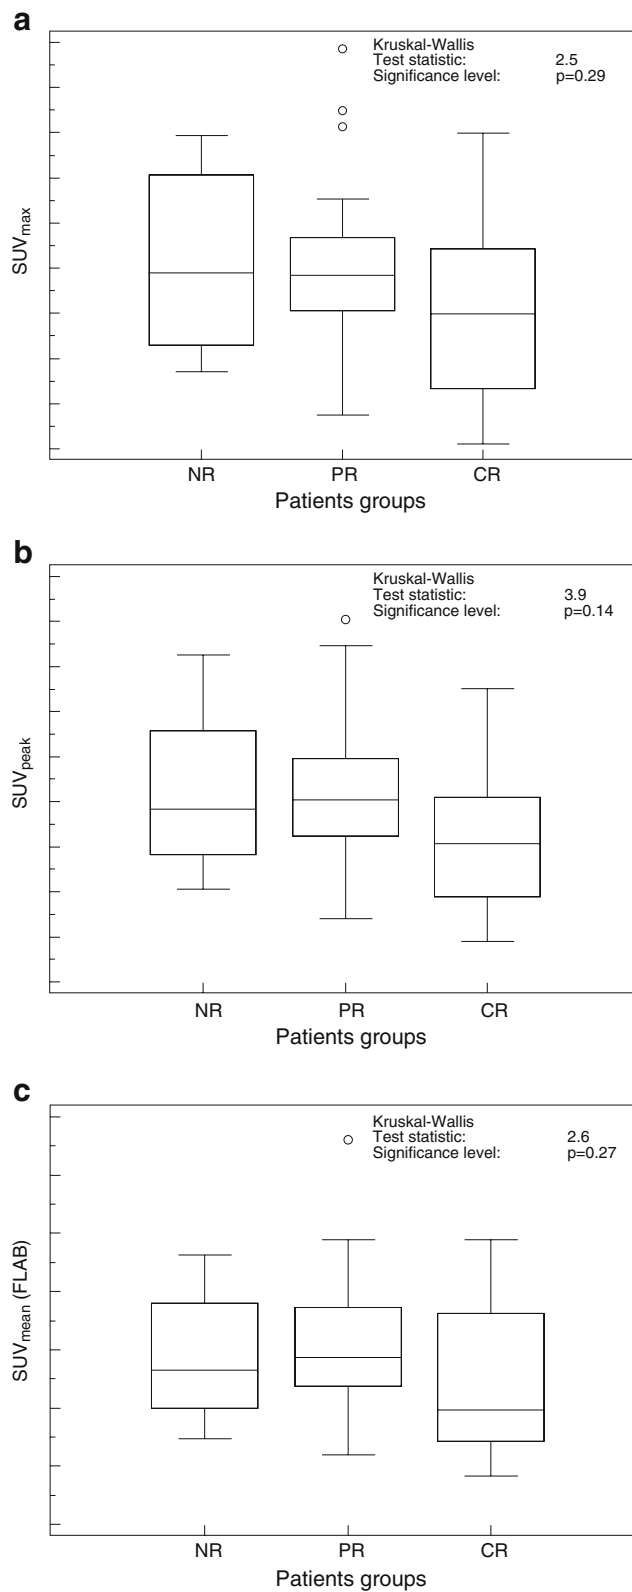 a
Kruskal-Wallis
Test statistic: 2.5
Significance level: p=0.29
SUVmax
NR PR CR
Patients groups
b
Kruskal-Wallis
Test statistic: 3.9
Significance level: p=0.14
SUVpeak
NR PR CR
Patients groups
c
Kruskal-Wallis
Test statistic: 2.6
Significance level: p=0.27
SUVmean (FLAB)
NR PR CR
Patients groups